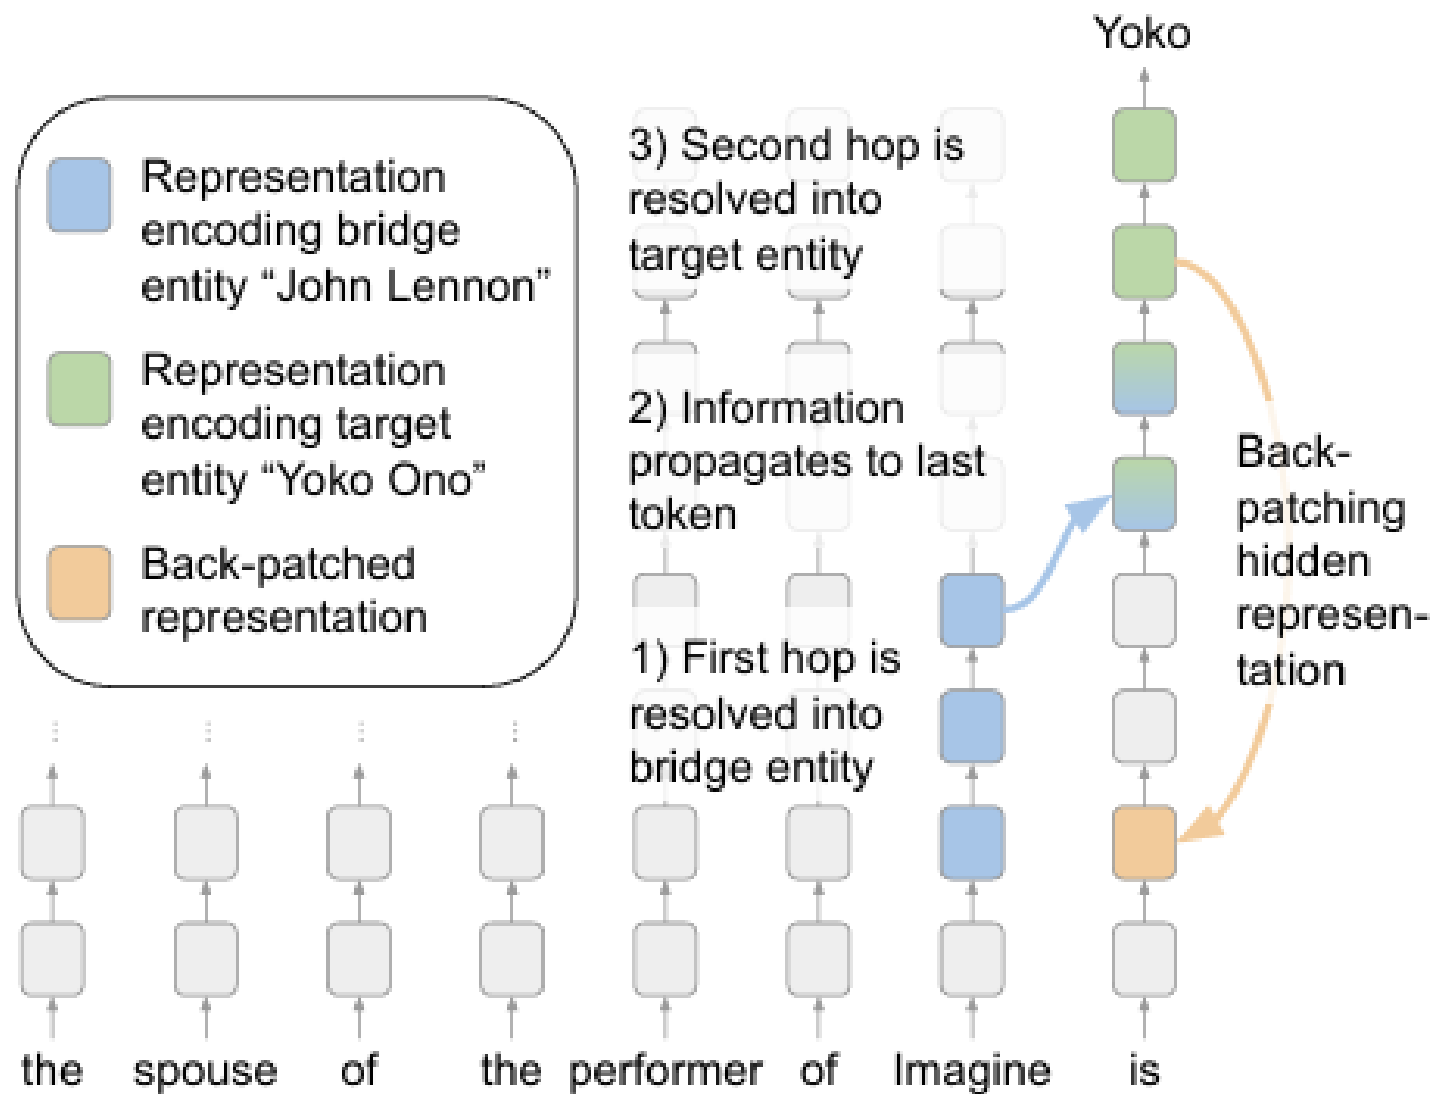 Yoko
Representation
encoding bridge
entity “John Lennon”
Representation
encoding target
entity “Yoko Ono”
Back-patched
representation
3) Second hop is
resolved into
target entity
2) Information
propagates to last
token
1) First hop is
resolved into
bridge entity
Back-
patching
hidden
represen-
tation
the spouse of the performer of Imagine is